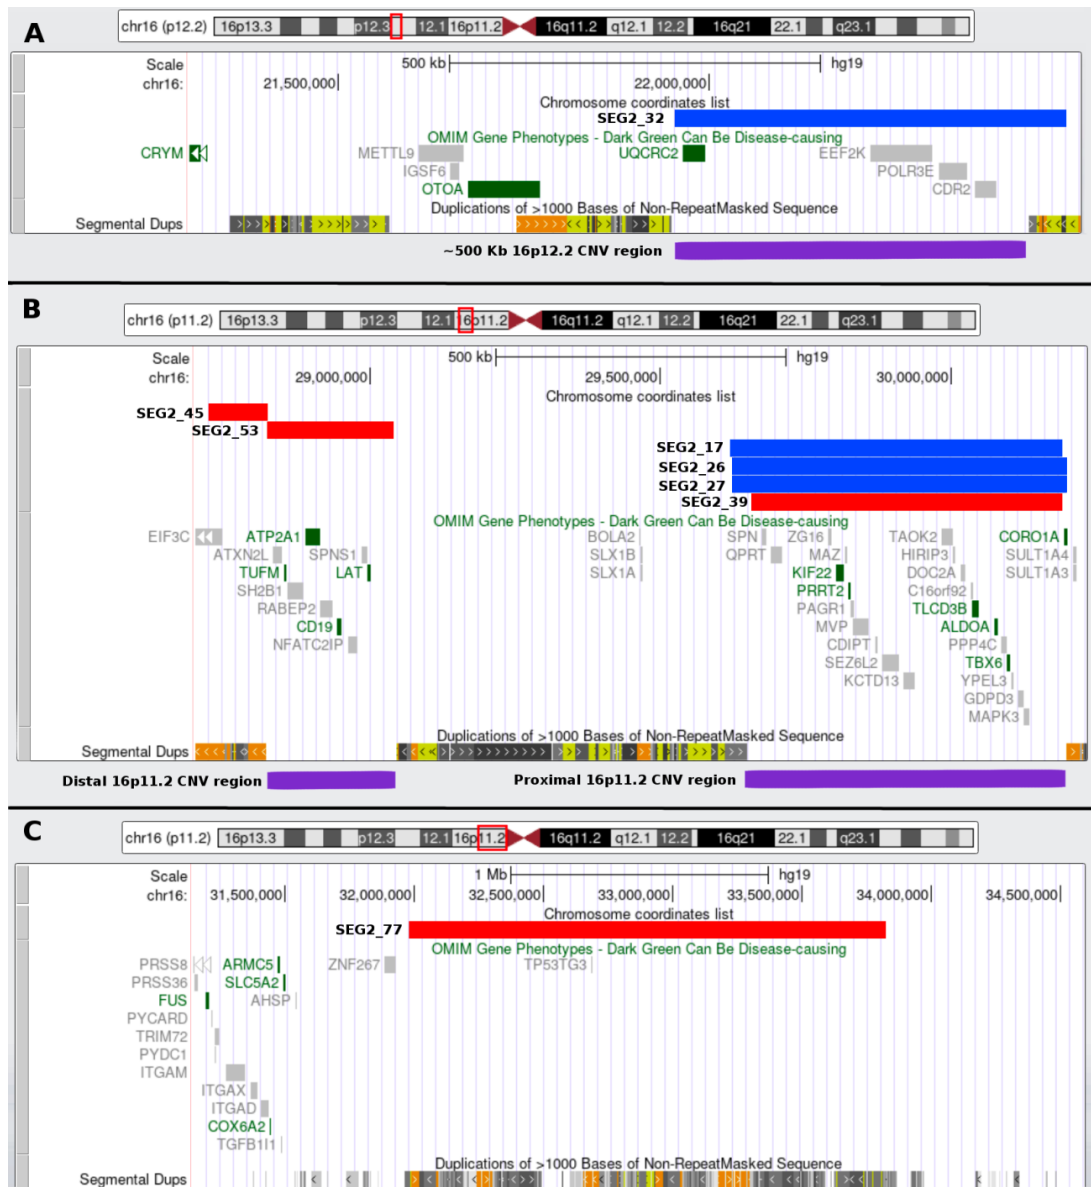 A
chr16 (p12.2) 16p13.3 p12.3 12.1 16p11.2 16q11.2 q12.1 12.2 16q21 22.1 q23.1
Scale 500 kb hg19
chr16: 21,500,000 22,000,000
Chromosome coordinates list
SEG2_32
OMIM Gene Phenotypes - Dark Green Can Be Disease-causing
CRYM METTL9 UQCRC2 EEF2K
IGSF6 POLR3E
OTOA CDR2
Duplications of >1000 Bases of Non-RepeatMasked Sequence
Segmental Dups
~500 Kb 16p12.2 CNV region
B
chr16 (p11.2) 16p13.3 p12.3 12.1 16p11.2 16q11.2 q12.1 12.2 16q21 22.1 q23.1
Scale 500 kb hg19
chr16: 29,000,000 29,500,000 30,000,000
Chromosome coordinates list
SEG2_45
SEG2_53
SEG2_17
SEG2_26
SEG2_27
SEG2_39
OMIM Gene Phenotypes - Dark Green Can Be Disease-causing
EIF3C ATP2A1 BOLA2 SPN ZG16 TAOK2 CORO1A
ATXN2L SPNS1 SLX1B QPRT MAZ HIRIP3 SULT1A4
TUFM LAT SLX1A KIF22 DOC2A SULT1A3
SH2B1 PRRT2 C16orf92
RABEP2 PAGR1 TLCD3B
CD19 MVP ALDOA
NFATC2IP CDIPT PPP4C
SEZ6L2 TBX6
KCTD13 YPEL3
GDPD3
MAPK3
Duplications of >1000 Bases of Non-RepeatMasked Sequence
Segmental Dups
Distal 16p11.2 CNV region Proximal 16p11.2 CNV region
C
chr16 (p11.2) 16p13.3 p12.3 12.1 16p11.2 16q11.2 q12.1 12.2 16q21 22.1 q23.1
Scale 1 Mb hg19
chr16: 31,500,000 32,000,000 32,500,000 33,000,000 33,500,000 34,000,000 34,500,000
Chromosome coordinates list
SEG2_77
OMIM Gene Phenotypes - Dark Green Can Be Disease-causing
PRSS8 ARMC5 ZNF267 TP53TG3
PRSS36 SLC5A2
FUS AHSP
PYCARD
TRIM72
PYDC1
ITGAM
ITGAX
ITGAD
COX6A2
TGFB1I1
Duplications of >1000 Bases of Non-RepeatMasked Sequence
Segmental Dups